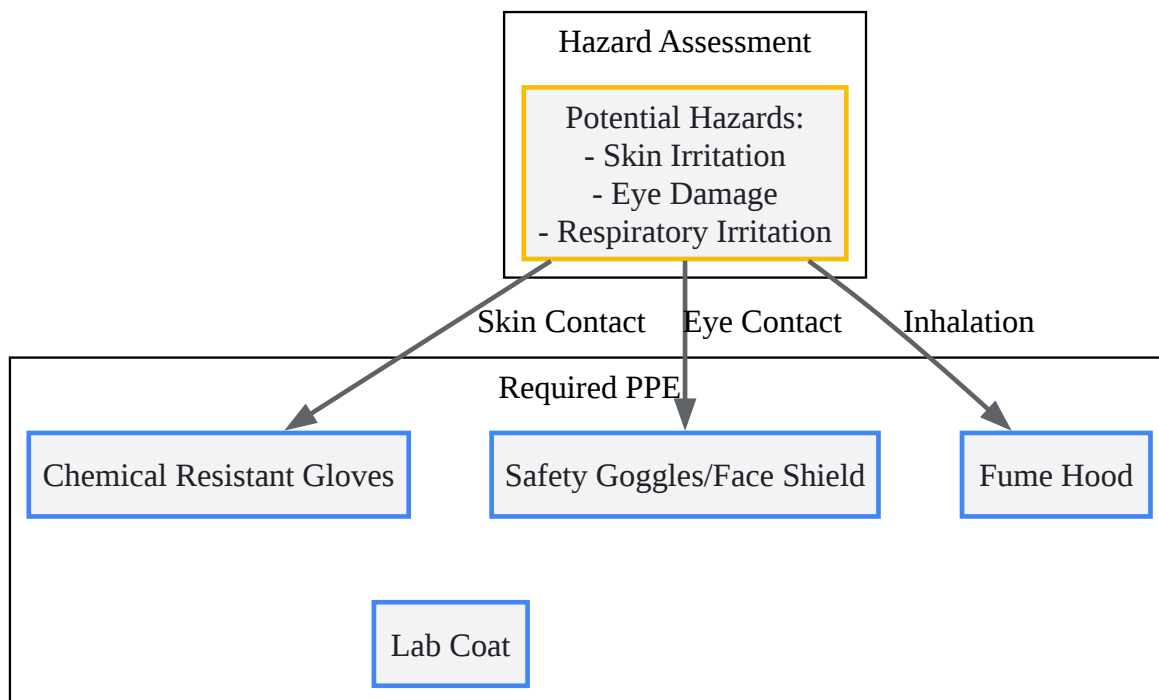 Hazard Assessment
Potential Hazards:
- Skin Irritation
- Eye Damage
- Respiratory Irritation
Skin Contact
Eye Contact
Inhalation
Required PPE
Chemical Resistant Gloves
Safety Goggles/Face Shield
Fume Hood
Lab Coat